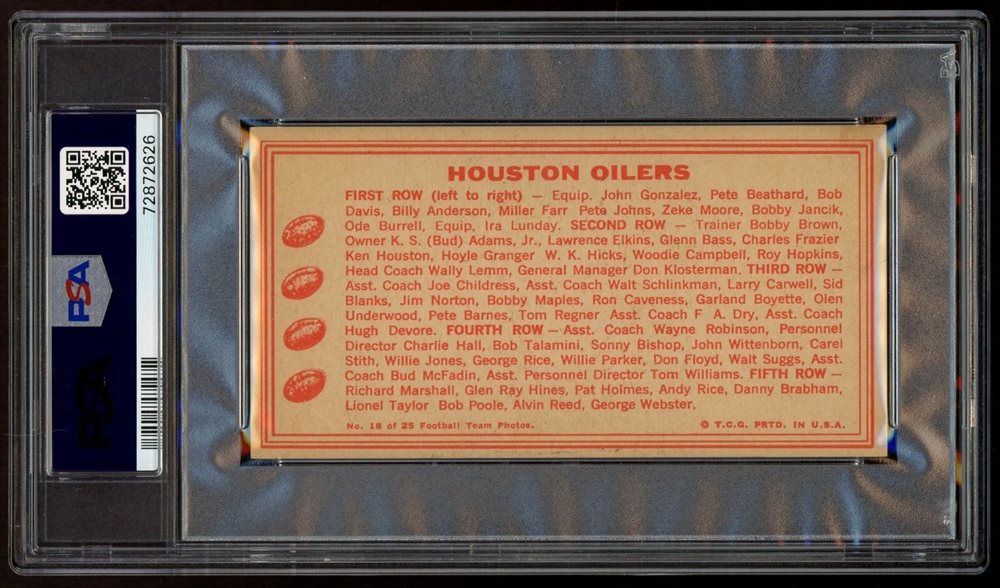 HOUSTON OILERS
FIRST ROW (left to right) — Equip. John Gonzalez, Pete Beathard, Bob
Davis, Billy Anderson, Miller Farr Pete Johns, Zeke Moore, Bobby Jancik,
Ode Burrell, Equip, Ira Lunday. SECOND ROW — Trainer Bobby Brown,
Owner K. S. (Bud) Adams, Jr., Lawrence Elkins, Glenn Bass, Charles Frazier
Ken Houston, Hoyle Granger W. K. Hicks, Woodie Campbell, Roy Hopkins,
Head Coach Wally Lemm, General Manager Don Klosterman. THIRD ROW —
Asst. Coach Joe Childress, Asst. Coach Walt Schlinkman, Larry Carwell, Sid
Blanks, Jim Norton, Bobby Maples, Ron Caveness, Garland Boyette, Olen
Underwood, Pete Barnes, Tom Regner Asst. Coach F A. Dry, Asst. Coach
Hugh Devore. FOURTH ROW — Asst. Coach Wayne Robinson, Personnel
Director Charlie Hall, Bob Talamini, Sonny Bishop, John Wittenborn, Carel
Stith, Willie Jones, George Rice, Willie Parker, Don Floyd, Walt Suggs, Asst.
Coach Bud McFadin, Asst. Personnel Director Tom Williams. FIFTH ROW —
Richard Marshall, Glen Ray Hines, Pat Holmes, Andy Rice, Danny Brabham,
Lionel Taylor Bob Poole, Alvin Reed, George Webster.
No. 18 of 25 Football Team Photos.
© T.C.G. PRTD. IN U.S.A.
72872626
PSA
PSA
PSA